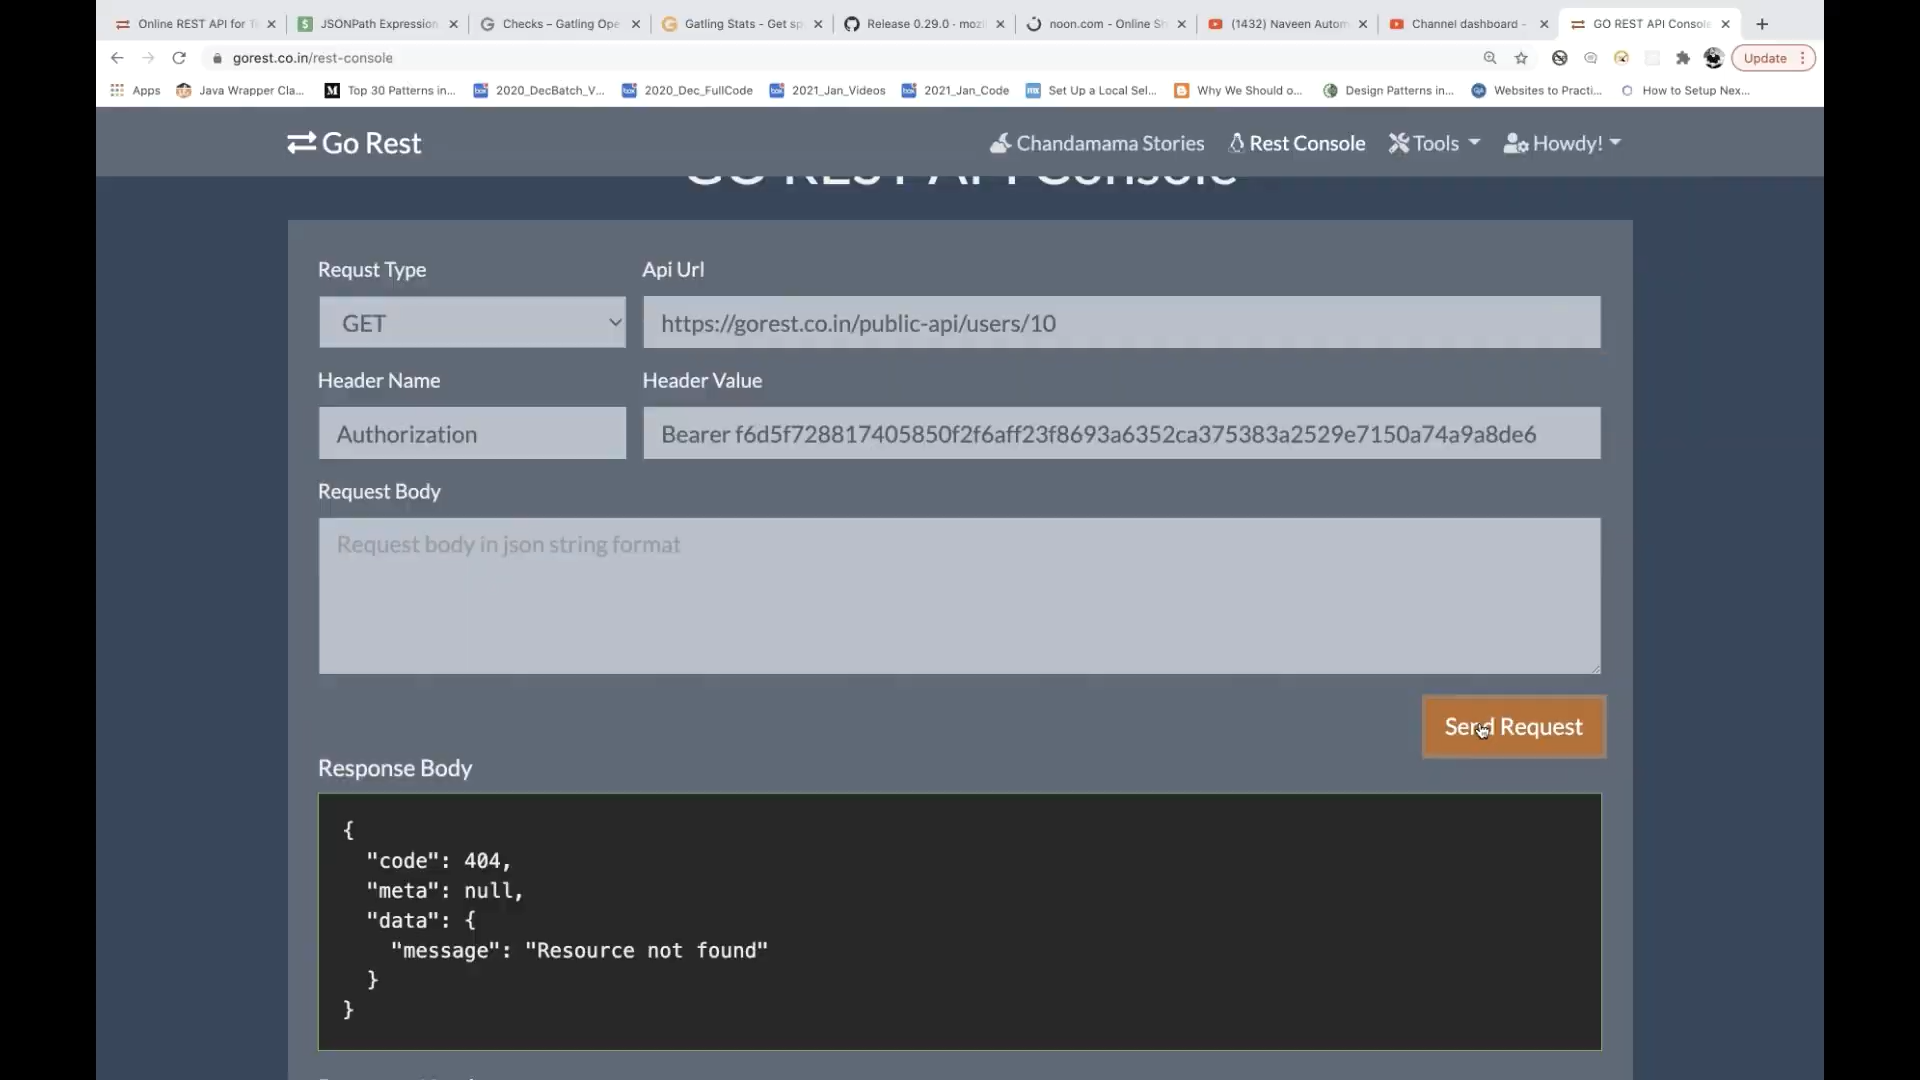 Online REST API for Te
JSONPath Expression
Checks – Gatling Ope
Gatling Stats - Get sp
Release 0.29.0 · mozi
noon.com - Online Sh
(1432) Naveen Autom
Channel dashboard -
GO REST API Console
gorest.co.in/rest-console
Update
Apps
Java Wrapper Cla...
Top 30 Patterns in...
2020_DecBatch_V...
2020_Dec_FullCode
2021_Jan_Videos
2021_Jan_Code
Set Up a Local Sel...
Why We Should o...
Design Patterns in...
Websites to Practi...
How to Setup Nex...
Go Rest
Chandamama Stories
Rest Console
Tools
Howdy!
GO REST API Console
Requst Type
Api Url
GET
https://gorest.co.in/public-api/users/10
Header Name
Header Value
Authorization
Bearer f6d5f728817405850f2f6aff23f8693a6352ca375383a2529e7150a74a9a8de6
Request Body
Request body in json string format
Send Request
Response Body
{
"code": 404,
"meta": null,
"data": {
"message": "Resource not found"
}
}